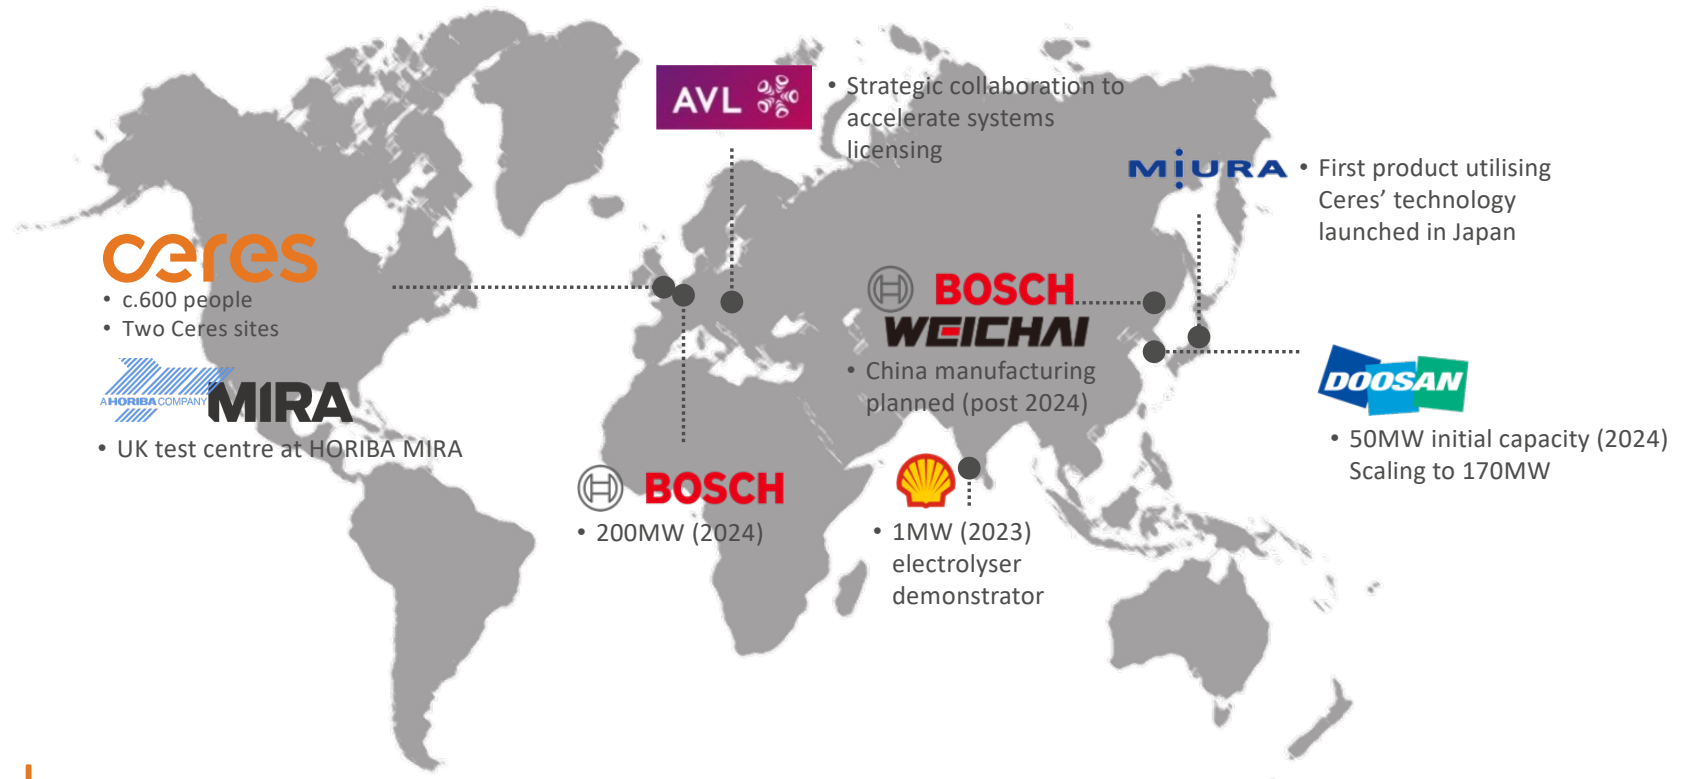 AVL
• Strategic collaboration to
accelerate systems
licensing
MIURA
• First product utilising
Ceres’ technology
launched in Japan
ceres
• c.600 people
• Two Ceres sites
A HORIBA COMPANY
MIRA
• UK test centre at HORIBA MIRA
BOSCH
WEICHAI
• China manufacturing
planned (post 2024)
DOOSAN
• 50MW initial capacity (2024)
Scaling to 170MW
BOSCH
• 200MW (2024)
• 1MW (2023)
electrolyser
demonstrator